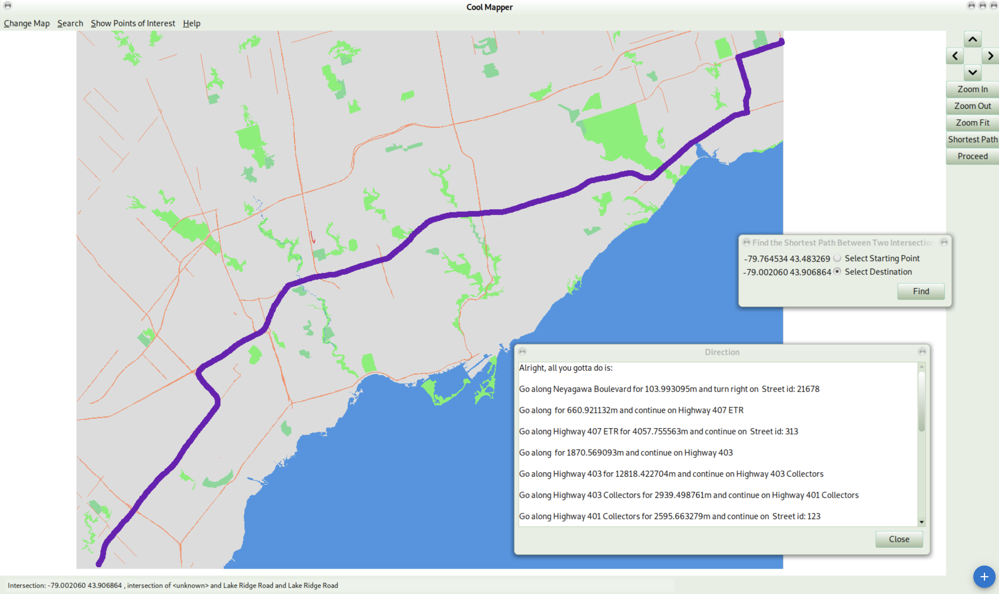 Cool Mapper
Change Map Search Show Points of Interest Help
Zoom In
Zoom Out
Zoom Fit
Shortest Path
Proceed
Find the Shortest Path Between Two Intersection
-79.764534 43.483269 Select Starting Point
-79.002060 43.906864 Select Destination
Find
Direction
Alright, all you gotta do is:
Go along Neyagawa Boulevard for 103.993095m and turn right on  Street id: 21678
Go along  for 660.921132m and continue on Highway 407 ETR
Go along Highway 407 ETR for 4057.755563m and continue on  Street id: 313
Go along  for 1870.569093m and continue on Highway 403
Go along Highway 403 for 12818.422704m and continue on Highway 403 Collectors
Go along Highway 403 Collectors for 2939.498761m and continue on Highway 401 Collectors
Go along Highway 401 Collectors for 2595.663279m and continue on  Street id: 123
Close
Intersection: -79.002060 43.906864 , intersection of <unknown> and Lake Ridge Road and Lake Ridge Road